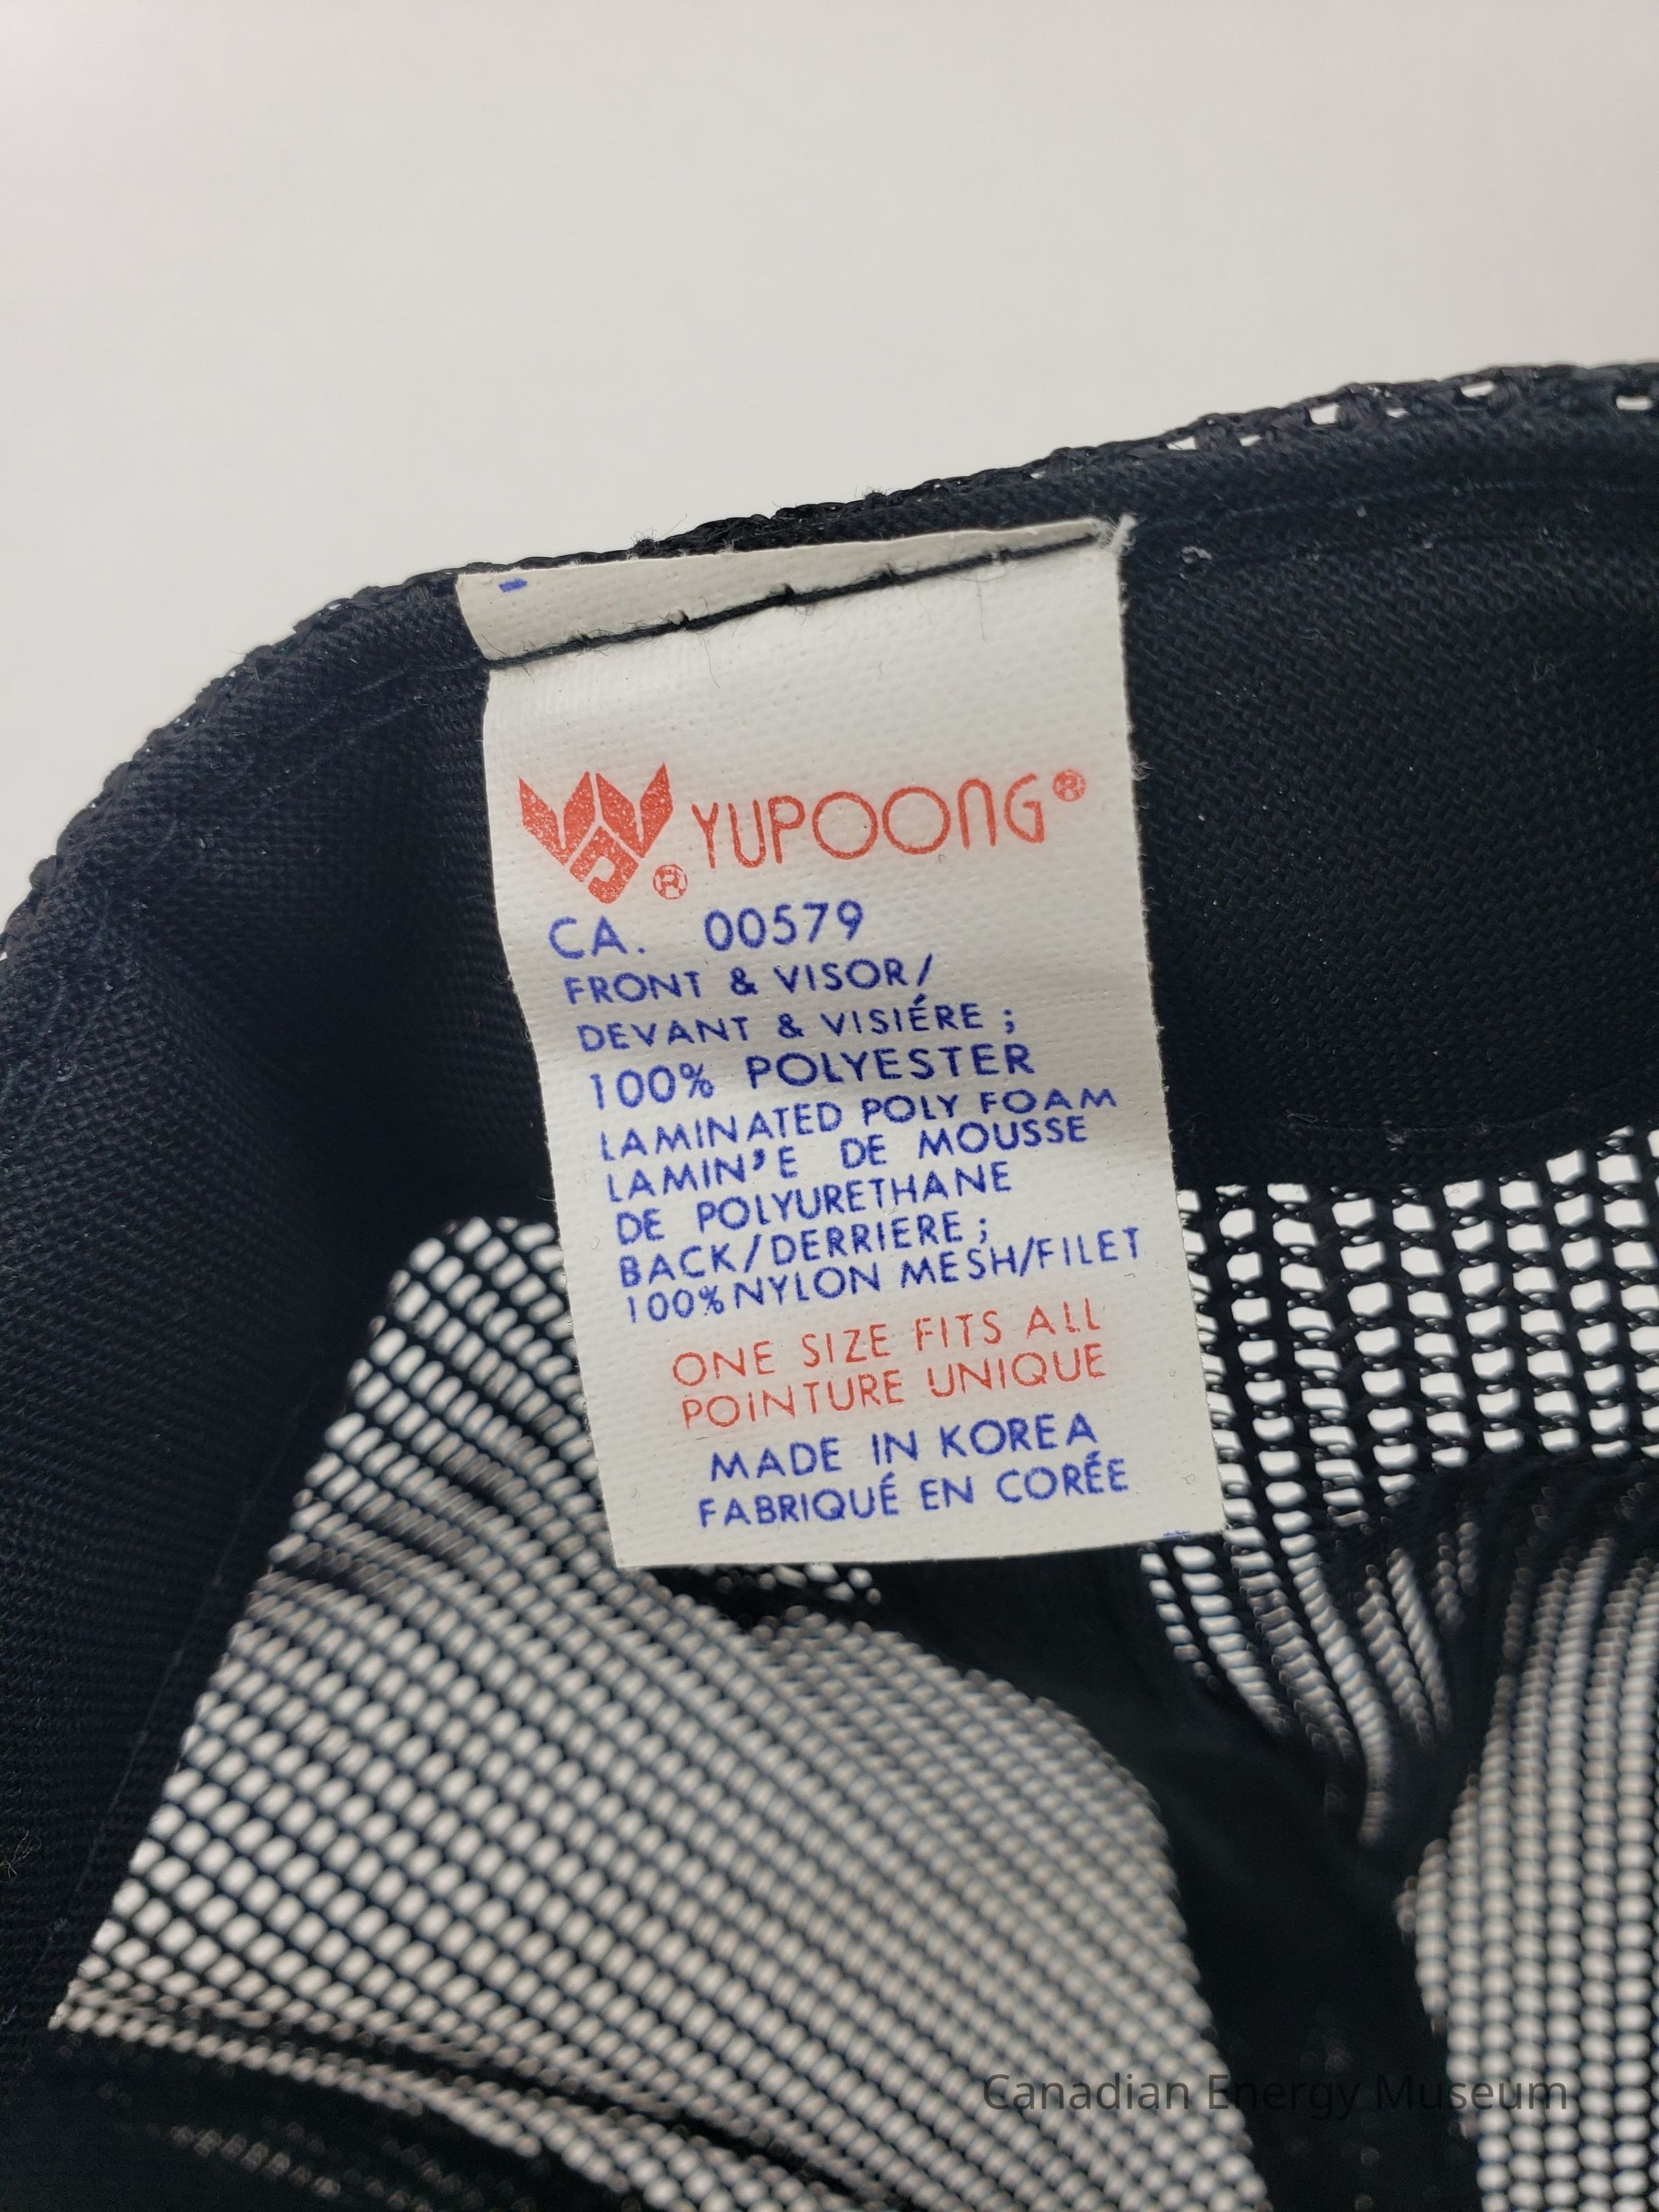 YUPOONG®
®
CA. 00579
FRONT & VISOR/
DEVANT & VISIÉRE ;
100% POLYESTER
LAMINATED POLY FOAM
LAMIN'E DE MOUSSE
DE POLYURETHANE
BACK/DERRIERE ;
100% NYLON MESH/FILET
ONE SIZE FITS ALL
POINTURE UNIQUE
MADE IN KOREA
FABRIQUÉ EN CORÉE
Canadian Energy Museum